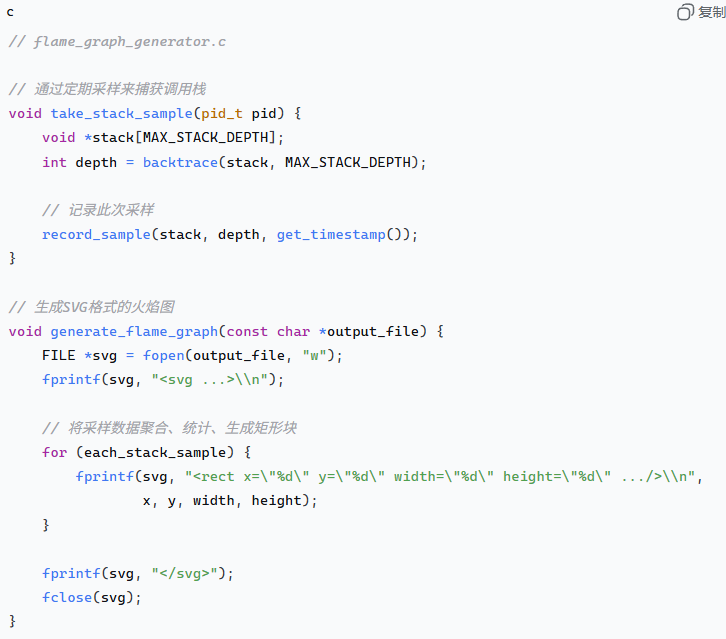 c
复制
// flame_graph_generator.c
// 通过定期采样来捕获调用栈
void take_stack_sample(pid_t pid) {
    void *stack[MAX_STACK_DEPTH];
    int depth = backtrace(stack, MAX_STACK_DEPTH);
    // 记录此次采样
    record_sample(stack, depth, get_timestamp());
}
// 生成SVG格式的火焰图
void generate_flame_graph(const char *output_file) {
    FILE *svg = fopen(output_file, "w");
    fprintf(svg, "<svg ...>\\n");
    // 将采样数据聚合、统计、生成矩形块
    for (each_stack_sample) {
        fprintf(svg, "<rect x=\"%d\" y=\"%d\" width=\"%d\" height=\"%d\" .../>\\n",
                x, y, width, height);
    }
    fprintf(svg, "</svg>");
    fclose(svg);
}